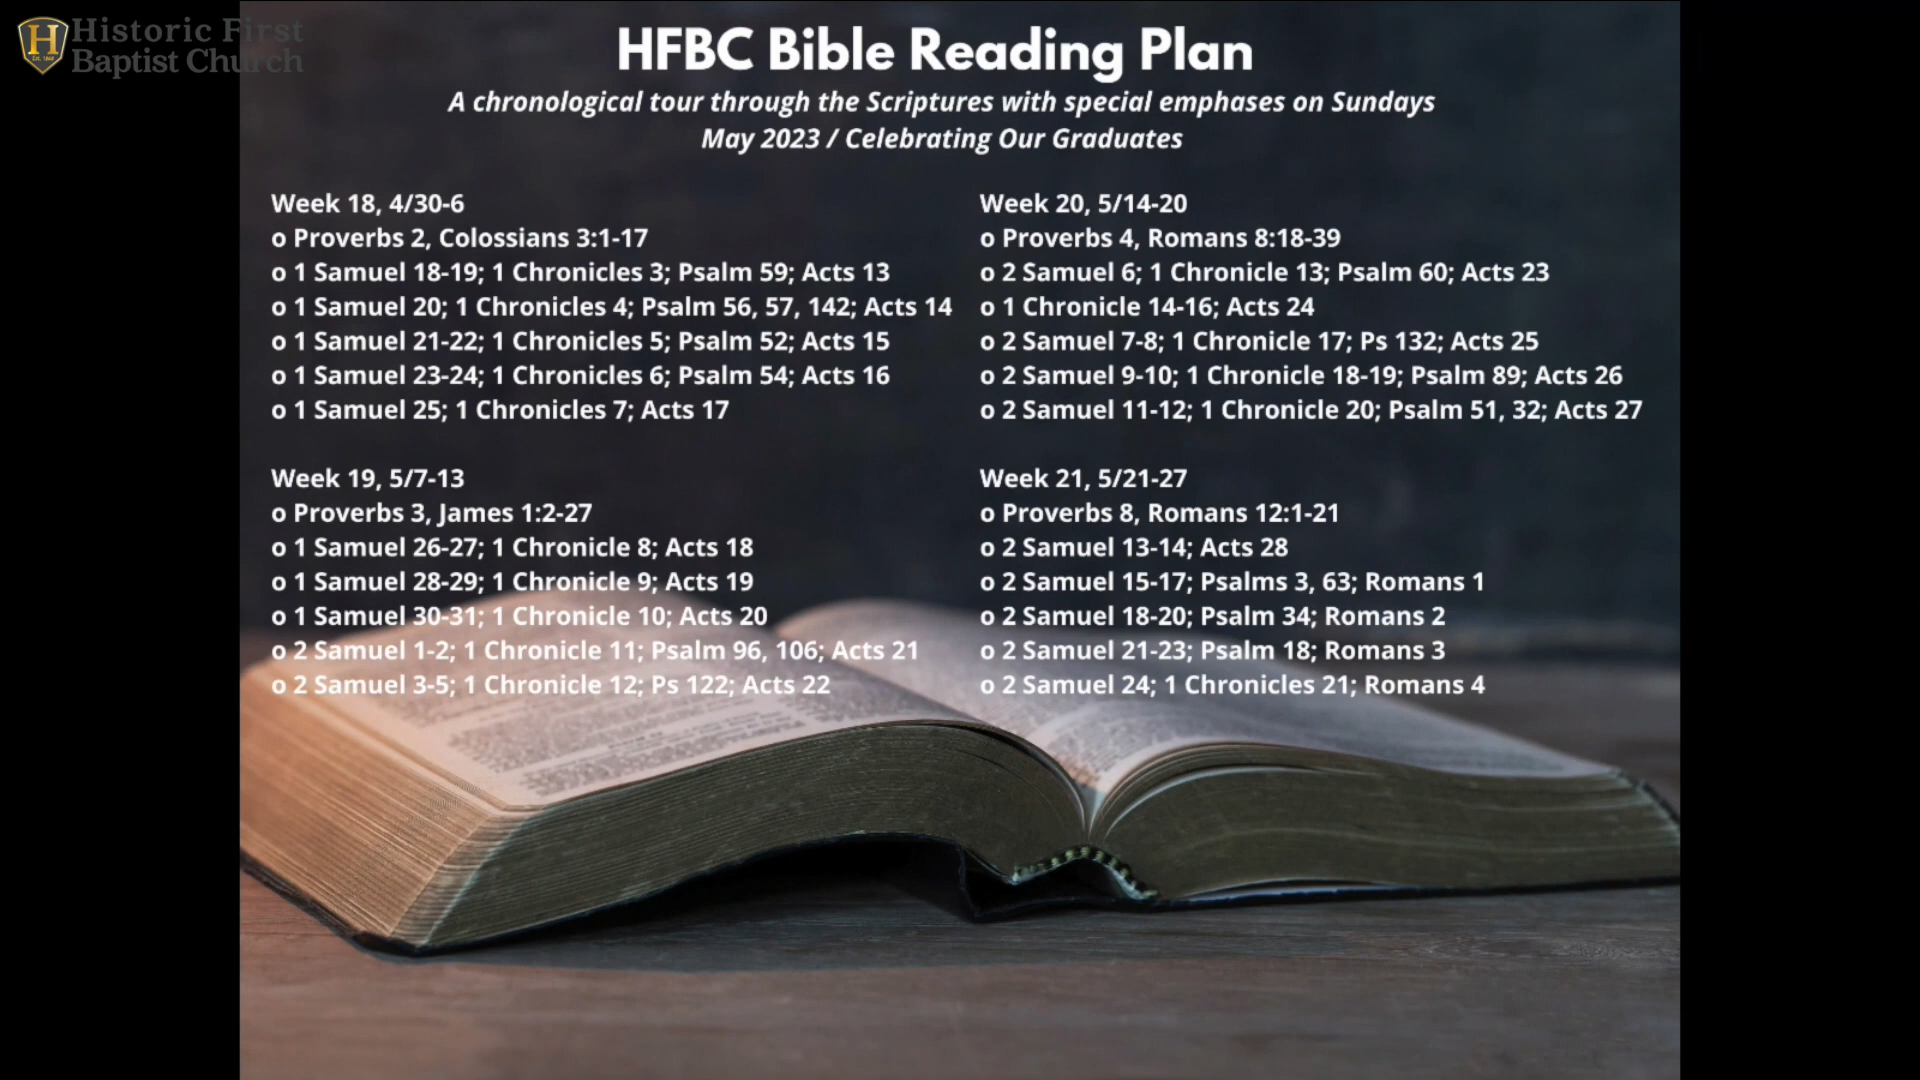 Historic First
Baptist Church
HFBC Bible Reading Plan
A chronological tour through the Scriptures with special emphases on Sundays
May 2023 / Celebrating Our Graduates
Week 18, 4/30-6
o Proverbs 2, Colossians 3:1-17
o 1 Samuel 18-19; 1 Chronicles 3; Psalm 59; Acts 13
o 1 Samuel 20; 1 Chronicles 4; Psalm 56, 57, 142; Acts 14
o 1 Samuel 21-22; 1 Chronicles 5; Psalm 52; Acts 15
o 1 Samuel 23-24; 1 Chronicles 6; Psalm 54; Acts 16
o 1 Samuel 25; 1 Chronicles 7; Acts 17
Week 19, 5/7-13
o Proverbs 3, James 1:2-27
o 1 Samuel 26-27; 1 Chronicle 8; Acts 18
o 1 Samuel 28-29; 1 Chronicle 9; Acts 19
o 1 Samuel 30-31; 1 Chronicle 10; Acts 20
o 2 Samuel 1-2; 1 Chronicle 11; Psalm 96, 106; Acts 21
o 2 Samuel 3-5; 1 Chronicle 12; Ps 122; Acts 22
Week 20, 5/14-20
o Proverbs 4, Romans 8:18-39
o 2 Samuel 6; 1 Chronicle 13; Psalm 60; Acts 23
o 1 Chronicle 14-16; Acts 24
o 2 Samuel 7-8; 1 Chronicle 17; Ps 132; Acts 25
o 2 Samuel 9-10; 1 Chronicle 18-19; Psalm 89; Acts 26
o 2 Samuel 11-12; 1 Chronicle 20; Psalm 51, 32; Acts 27
Week 21, 5/21-27
o Proverbs 8, Romans 12:1-21
o 2 Samuel 13-14; Acts 28
o 2 Samuel 15-17; Psalms 3, 63; Romans 1
o 2 Samuel 18-20; Psalm 34; Romans 2
o 2 Samuel 21-23; Psalm 18; Romans 3
o 2 Samuel 24; 1 Chronicles 21; Romans 4